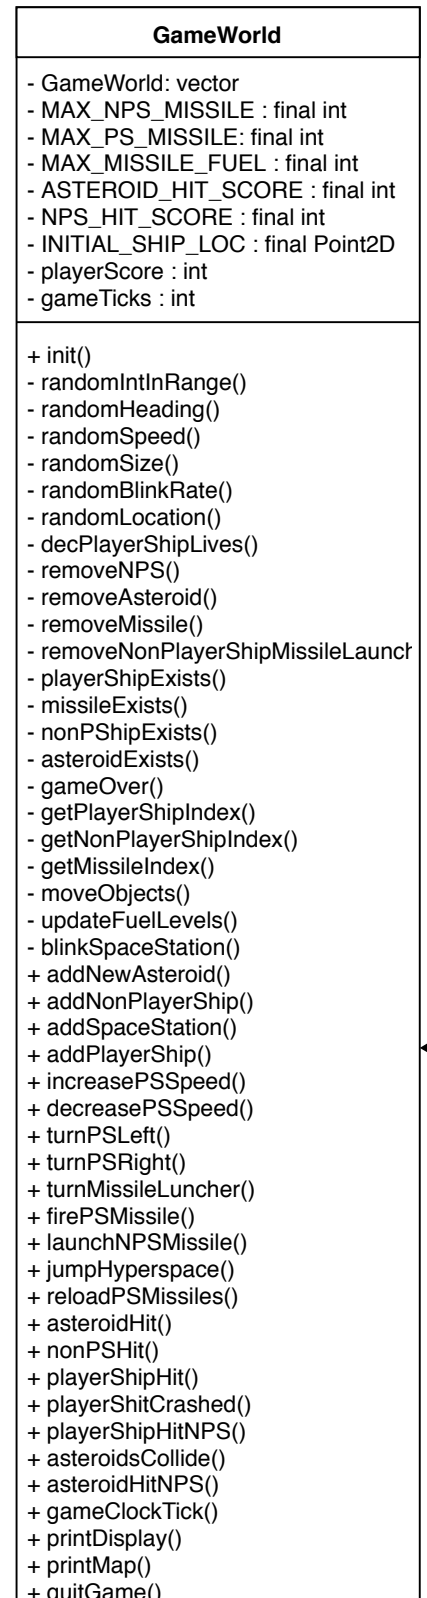 GameWorld
- GameWorld: vector
- MAX_NPS_MISSILE : final int
- MAX_PS_MISSILE: final int
- MAX_MISSILE_FUEL : final int
- ASTEROID_HIT_SCORE : final int
- NPS_HIT_SCORE : final int
- INITIAL_SHIP_LOC : final Point2D
- playerScore : int
- gameTicks : int
+ init()
- randomIntInRange()
- randomHeading()
- randomSpeed()
- randomSize()
- randomBlinkRate()
- randomLocation()
- decPlayerShipLives()
- removeNPS()
- removeAsteroid()
- removeMissile()
- removeNonPlayerShipMissileLaunch
- playerShipExists()
- missileExists()
- nonPShipExists()
- asteroidExists()
- gameOver()
- getPlayerShipIndex()
- getNonPlayerShipIndex()
- getMissileIndex()
- moveObjects()
- updateFuelLevels()
- blinkSpaceStation()
+ addNewAsteroid()
+ addNonPlayerShip()
+ addSpaceStation()
+ addPlayerShip()
+ increasePSSpeed()
+ decreasePSSpeed()
+ turnPSLeft()
+ turnPSRight()
+ turnMissileLuncher()
+ firePSMissile()
+ launchNPSMissile()
+ jumpHyperspace()
+ reloadPSMissiles()
+ asteroidHit()
+ nonPSHit()
+ playerShipHit()
+ playerShitCrashed()
+ playerShipHitNPS()
+ asteroidsCollide()
+ asteroidHitNPS()
+ gameClockTick()
+ printDisplay()
+ printMap()
+ quitGame()